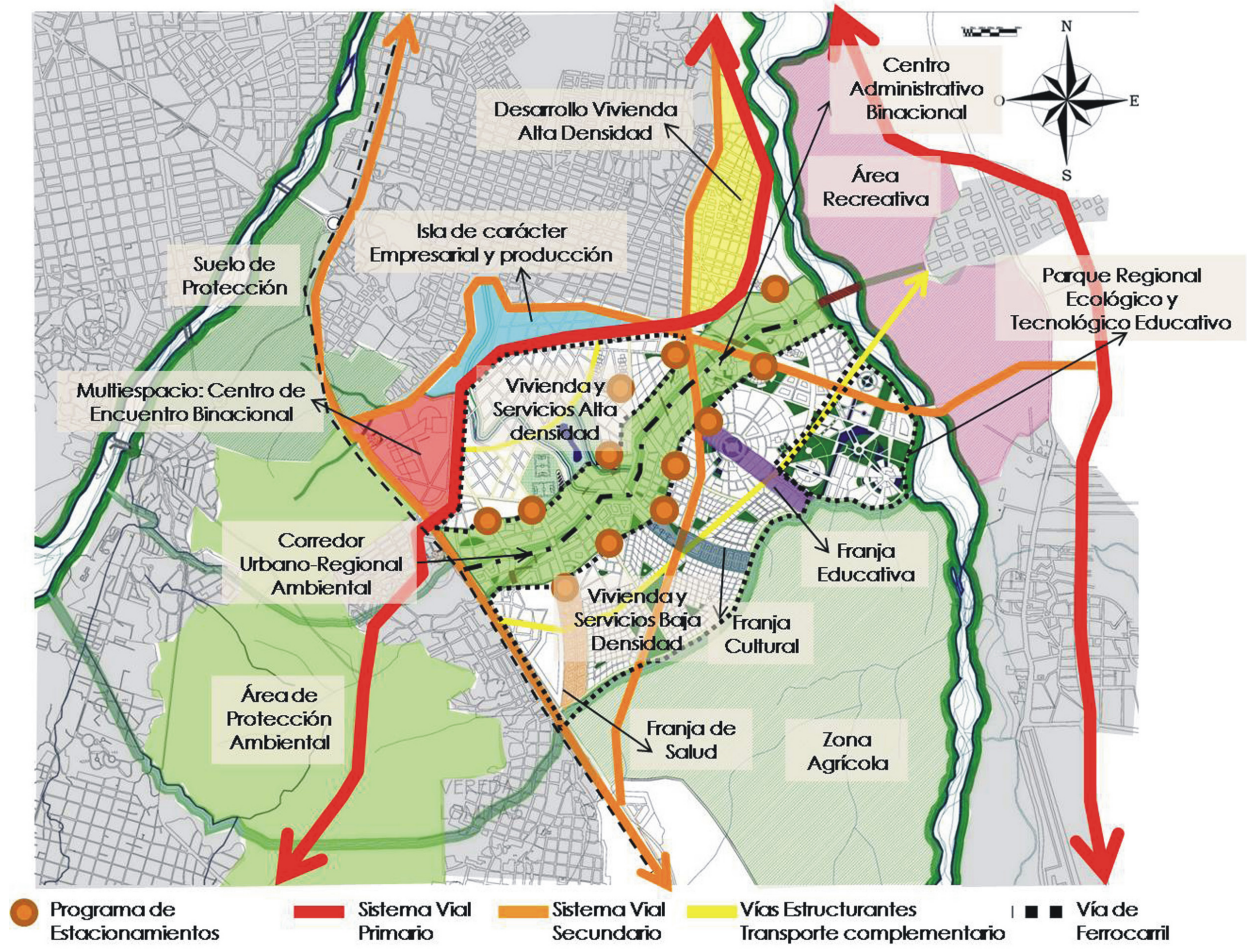 N
O
E
S
Centro
Administrativo
Binacional
Desarrollo Vivienda
Alta Densidad
Área
Recreativa
Isla de carácter
Empresarial y producción
Suelo de
Protección
Parque Regional
Ecológico y
Tecnológico Educativo
Multiespacio: Centro de
Encuentro Binacional
Vivienda y
Servicios Alta
densidad
Corredor
Urbano-Regional
Ambiental
Franja
Educativa
Vivienda y
Servicios Baja
Densidad
Franja
Cultural
Área de
Protección
Ambiental
Franja de
Salud
Zona
Agrícola
VEREDA
Programa de
Estacionamientos
Sistema Vial
Primario
Sistema Vial
Secundario
Vías Estructurantes
Transporte complementario
Vía de
Ferrocarril